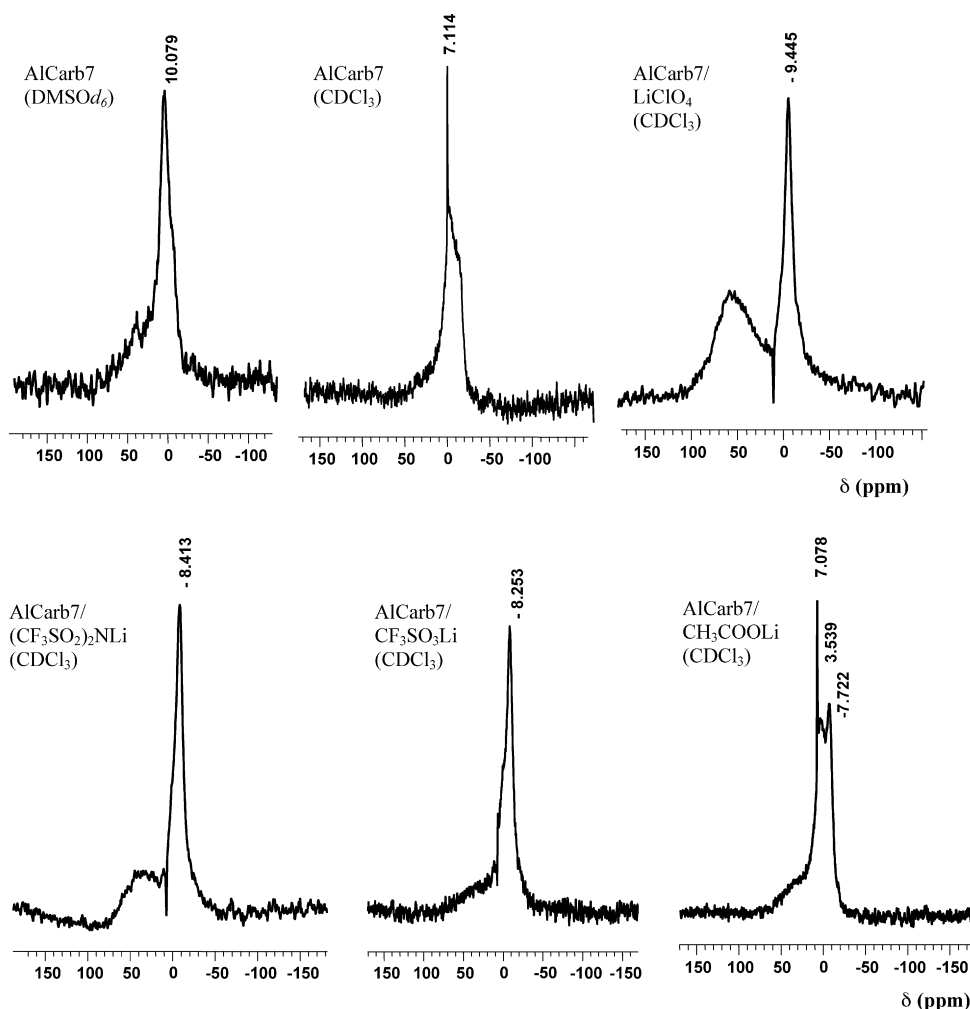 AlCarb7
(DMSOd6)
10.079
150 100 50 0 -50 -100
AlCarb7
(CDCl3)
7.114
150 100 50 0 -50 -100
AlCarb7/
LiClO4
(CDCl3)
- 9.445
150 100 50 0 -50 -100
δ (ppm)
AlCarb7/
(CF3SO2)2NLi
(CDCl3)
- 8.413
150 100 50 0 -50 -100 -150
AlCarb7/
CF3SO3Li
(CDCl3)
- 8.253
150 100 50 0 -50 -100 -150
AlCarb7/
CH3COOLi
(CDCl3)
7.078
3.539
-7.722
150 100 50 0 -50 -100 -150
δ (ppm)